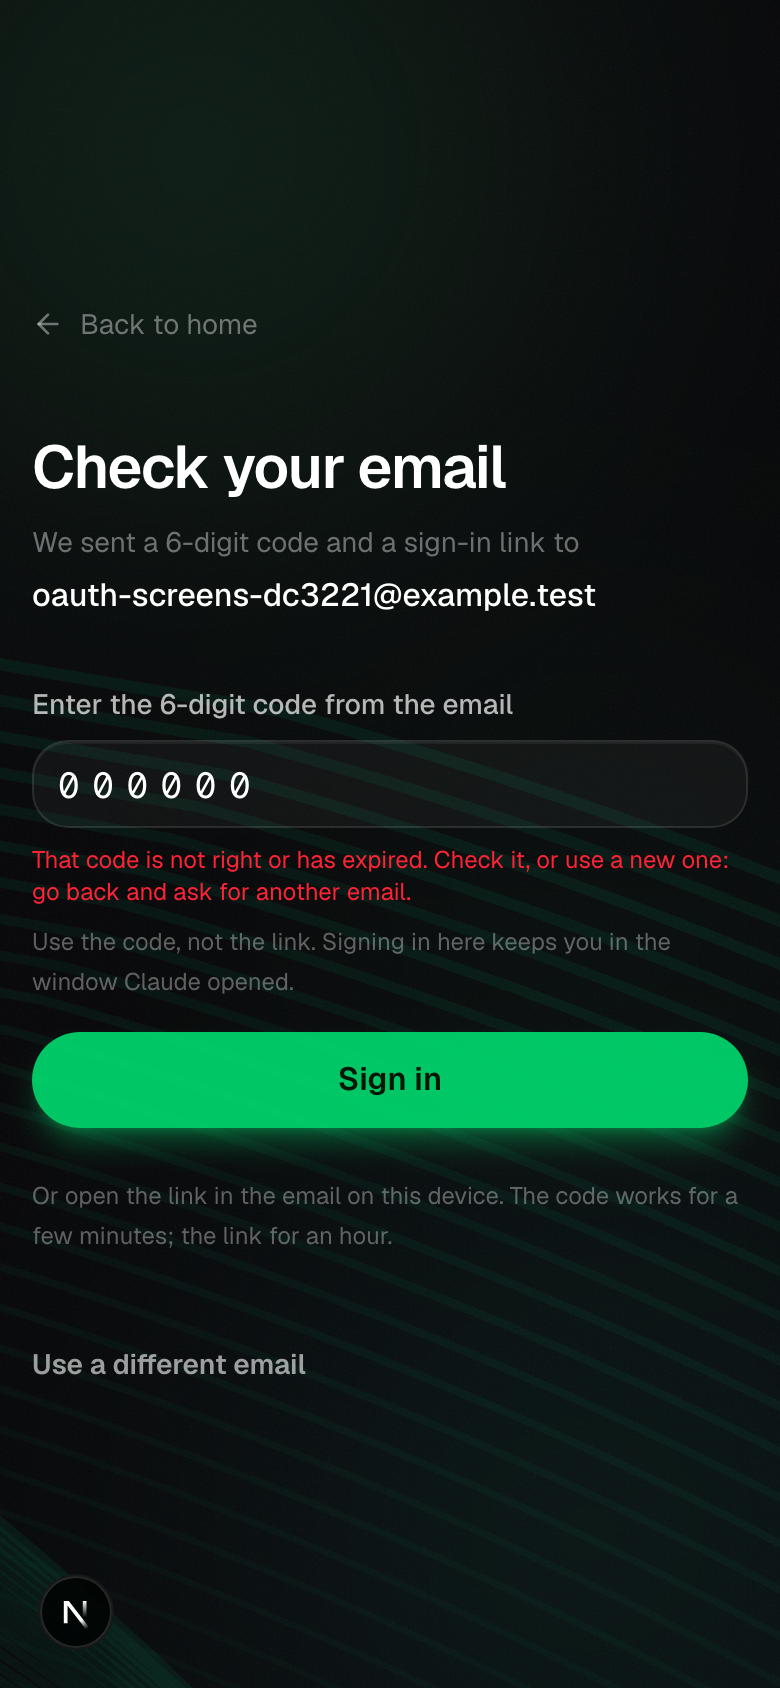 Back to home
Check your email
We sent a 6-digit code and a sign-in link to
oauth-screens-dc3221@example.test
Enter the 6-digit code from the email
000000
That code is not right or has expired. Check it, or use a new one:
go back and ask for another email.
Use the code, not the link. Signing in here keeps you in the
window Claude opened.
Sign in
Or open the link in the email on this device. The code works for a
few minutes; the link for an hour.
Use a different email
N